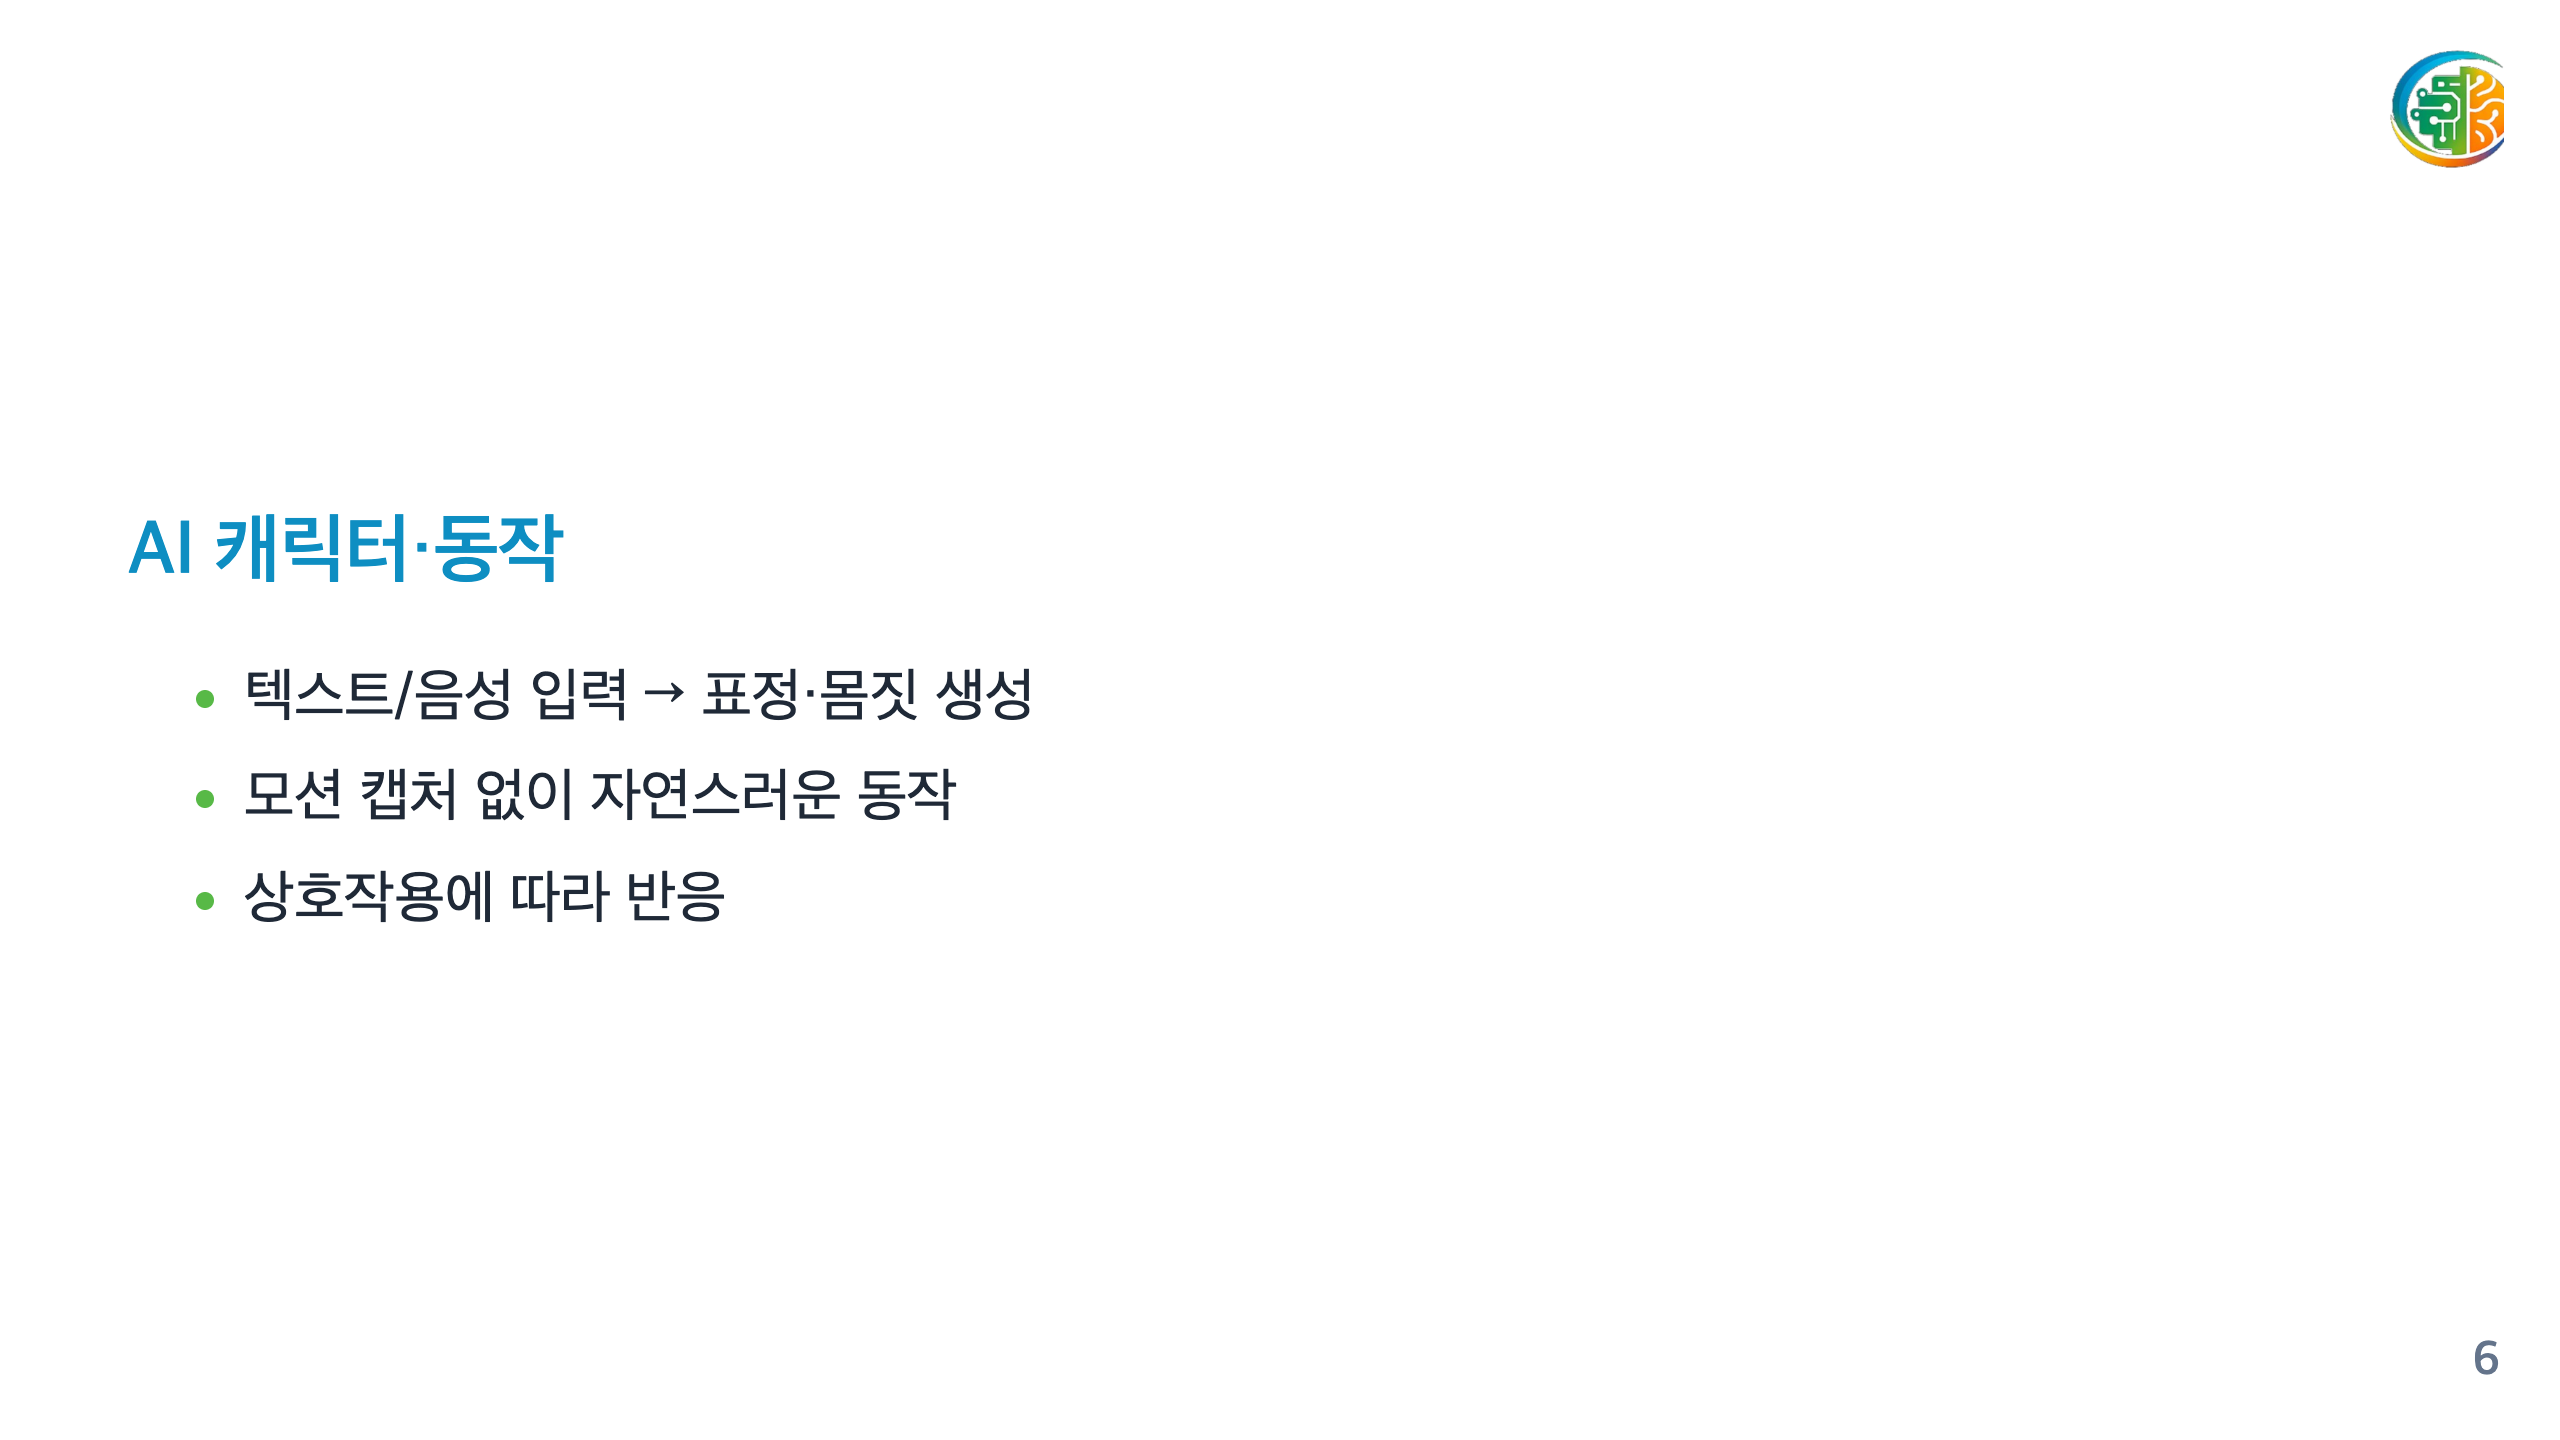 AI 캐릭터·동작
• 텍스트/음성 입력 → 표정·몸짓 생성
• 모션 캡처 없이 자연스러운 동작
• 상호작용에 따라 반응
6